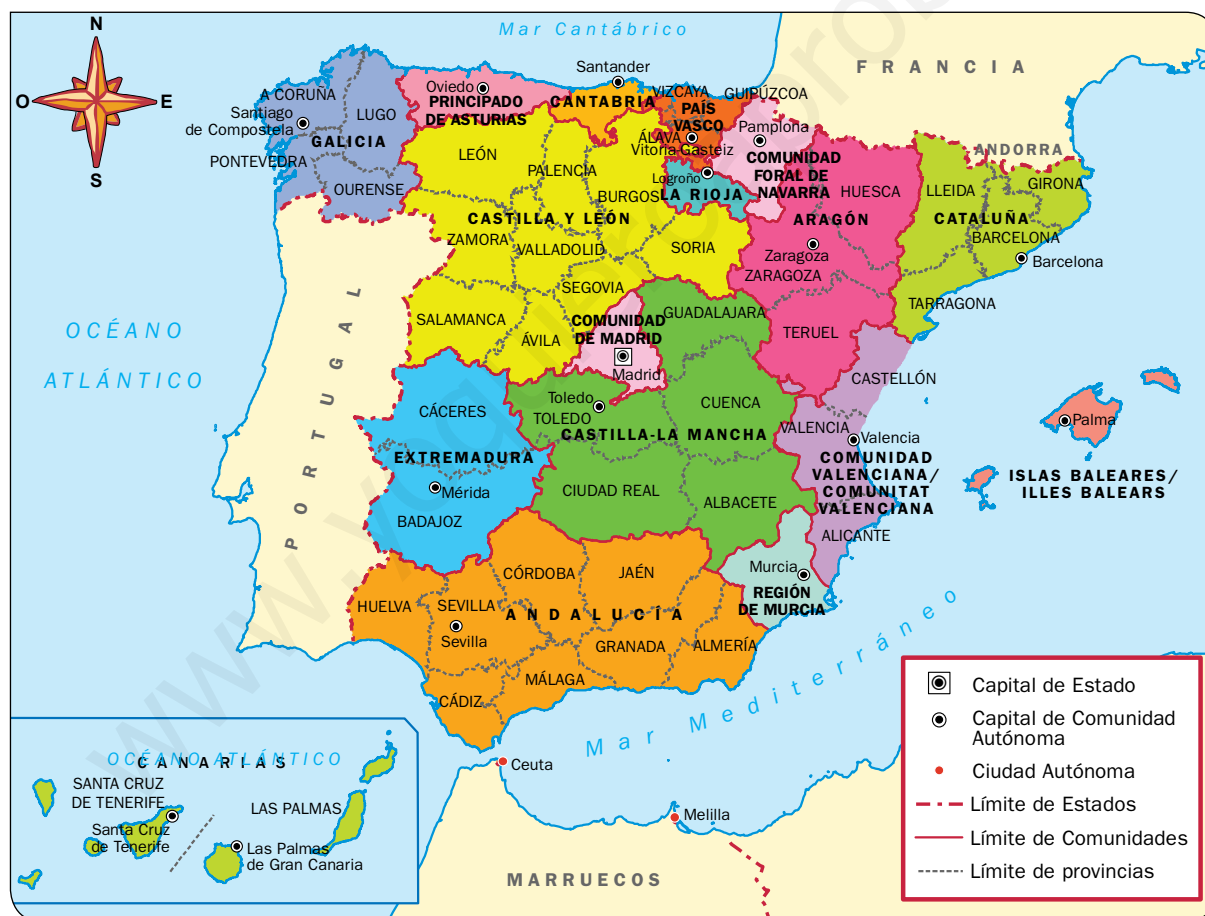 N
O
E
S
Mar Cantábrico
FRANCIA
ANDORRA
OCÉANO
ATLÁNTICO
PORTUGAL
A CORUÑA
LUGO
Santiago
de Compostela
GALICIA
PONTEVEDRA
OURENSE
Oviedo
PRINCIPADO
DE ASTURIAS
Santander
CANTABRIA
VIZCAYA
GUIPÚZCOA
PAÍS
VASCO
ÁLAVA
Vitoria-Gasteiz
Pamplona
COMUNIDAD
FORAL DE
NAVARRA
Logroño
LA RIOJA
LEÓN
PALENCIA
BURGOS
CASTILLA Y LEÓN
ZAMORA
VALLADOLID
SORIA
SEGOVIA
SALAMANCA
ÁVILA
HUESCA
ARAGÓN
Zaragoza
ZARAGOZA
TERUEL
LLEIDA
GIRONA
CATALUÑA
BARCELONA
Barcelona
TARRAGONA
COMUNIDAD
DE MADRID
Madrid
GUADALAJARA
Toledo
TOLEDO
CUENCA
CASTILLA-LA MANCHA
CIUDAD REAL
ALBACETE
CÁCERES
EXTREMADURA
Mérida
BADAJOZ
CASTELLÓN
VALENCIA
Valencia
COMUNIDAD
VALENCIANA/
COMUNITAT
VALENCIANA
ALICANTE
Palma
ISLAS BALEARES/
ILLES BALEARS
Murcia
REGIÓN
DE MURCIA
HUELVA
SEVILLA
Sevilla
CÓRDOBA
JAÉN
ANDALUCÍA
GRANADA
ALMERÍA
MÁLAGA
CÁDIZ
Mar Mediterráneo
Ceuta
Melilla
MARRUECOS
OCÉANO ATLÁNTICO
CANARIAS
SANTA CRUZ
DE TENERIFE
LAS PALMAS
Santa Cruz
de Tenerife
Las Palmas
de Gran Canaria
Capital de Estado
Capital de Comunidad
Autónoma
Ciudad Autónoma
Límite de Estados
Límite de Comunidades
Límite de provincias